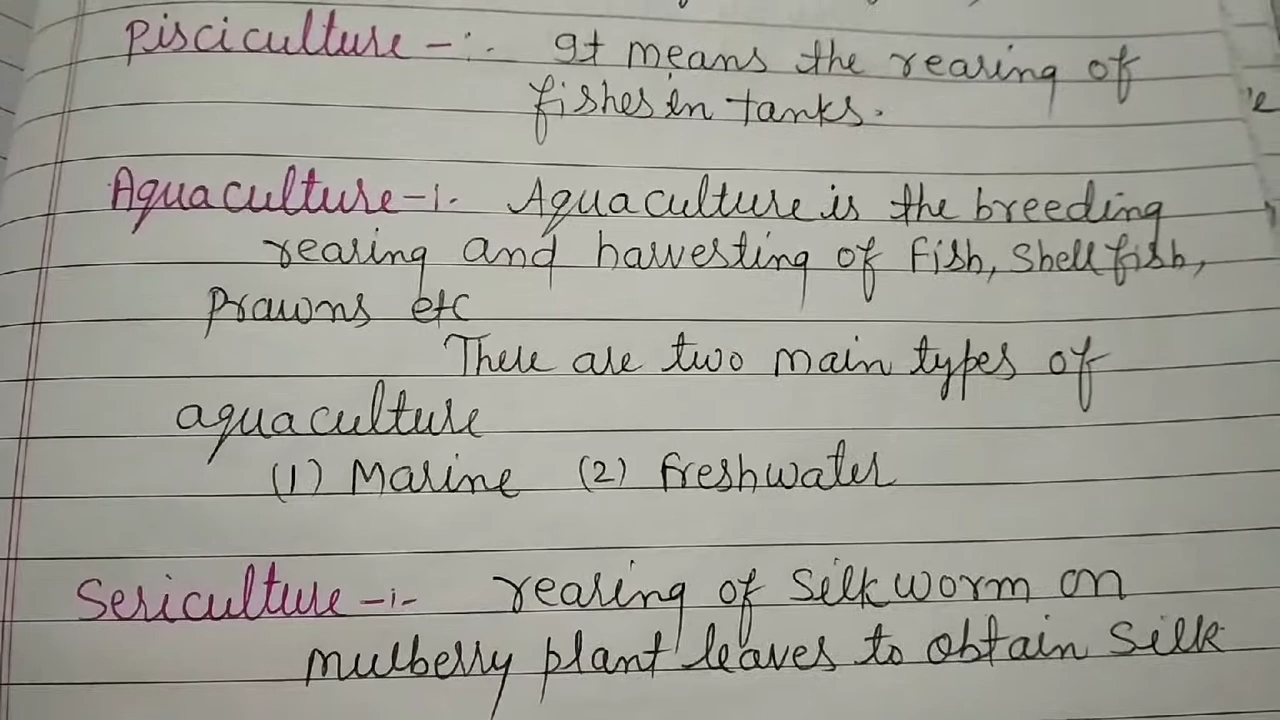 Pisciculture -:- It means the rearing of
fishes in tanks.
Aquaculture -:- Aquaculture is the breeding
rearing and harvesting of Fish, Shellfish,
Prawns etc
There are two main types of
aquaculture
(1) Marine (2) Freshwater
Sericulture -:- rearing of Silkworm on
mulberry plant leaves to obtain Silk